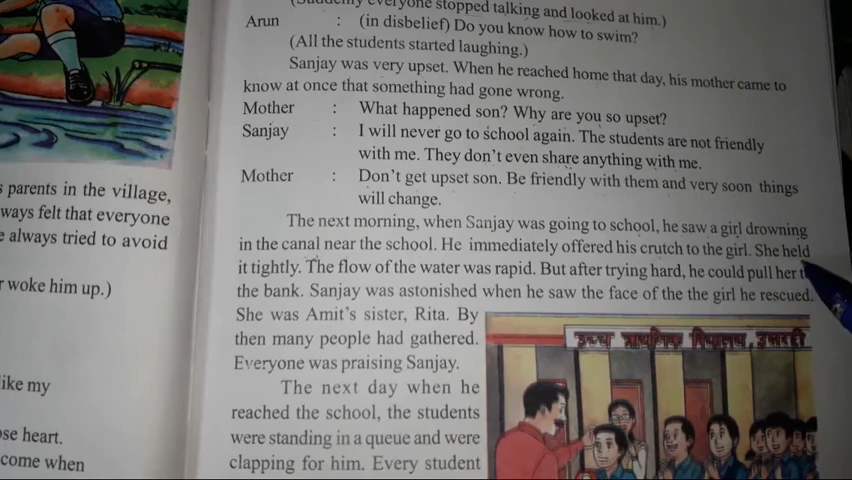 s parents in the village,
ways felt that everyone
e always tried to avoid
r woke him up.)
like my
se heart.
come when
(Suddenly everyone stopped talking and looked at him.)
Arun : (in disbelief) Do you know how to swim?
(All the students started laughing.)
Sanjay was very upset. When he reached home that day, his mother came to
know at once that something had gone wrong.
Mother : What happened son? Why are you so upset?
Sanjay : I will never go to school again. The students are not friendly
with me. They don't even share anything with me.
Mother : Don't get upset son. Be friendly with them and very soon things
will change.
The next morning, when Sanjay was going to school, he saw a girl drowning
in the canal near the school. He immediately offered his crutch to the girl. She held
it tightly. The flow of the water was rapid. But after trying hard, he could pull her t
the bank. Sanjay was astonished when he saw the face of the the girl he rescued.
She was Amit's sister, Rita. By
then many people had gathered.
Everyone was praising Sanjay.
The next day when he
reached the school, the students
were standing in a queue and were
clapping for him. Every student
उच्च माध्यमिक विद्यालय,